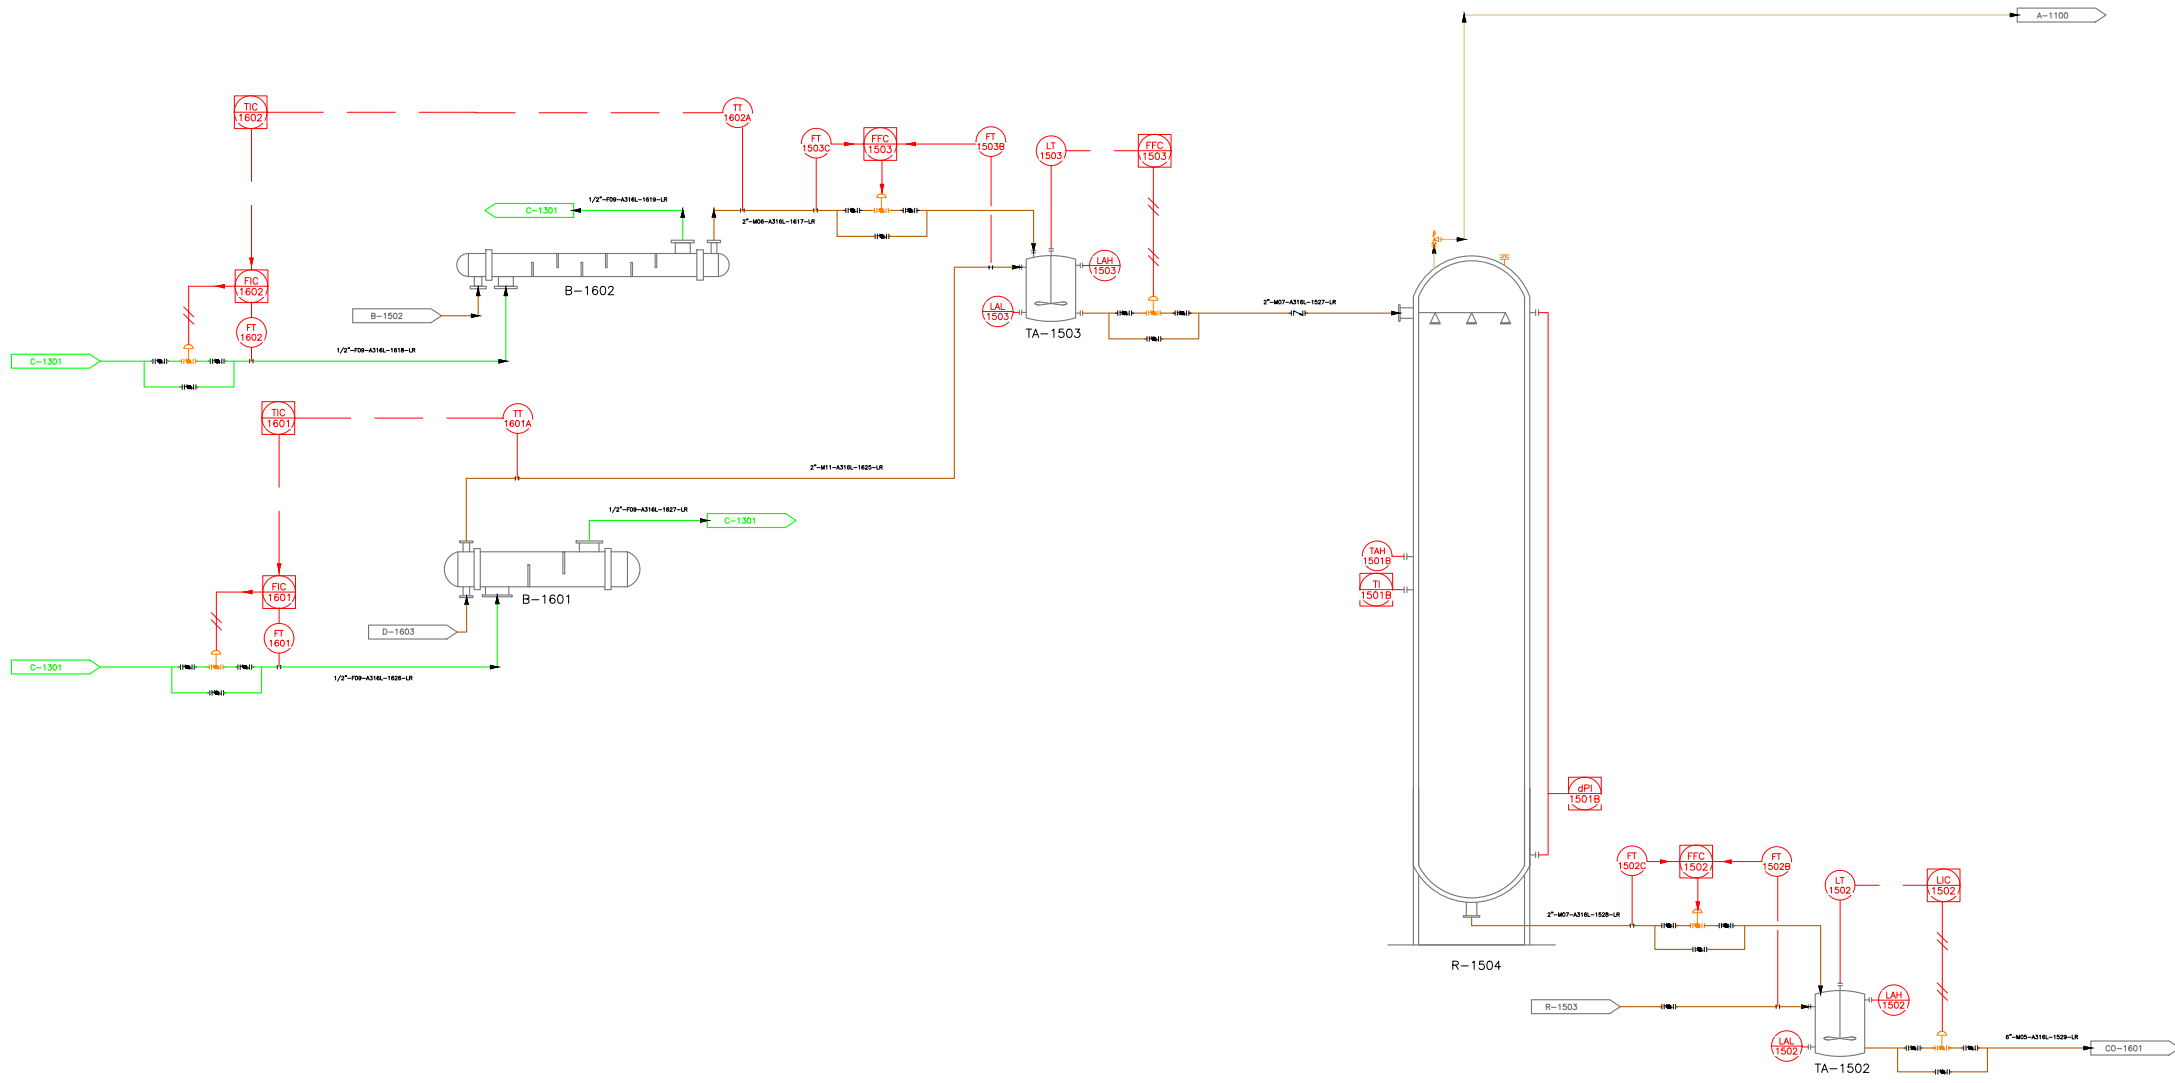 A-1100
TIC
1602
TT
1602A
FT
1503C
FFC
1503
FT
1503B
LT
1503
FFC
1503
1/2"-F09-A316L-1619-LR
C-1301
2"-M06-A316L-1617-LR
LAH
1503
FIC
1602
B-1602
LAL
1503
2"-M07-A316L-1527-LR
B-1502
FT
1602
TA-1503
1/2"-F09-A316L-1618-LR
C-1301
TIC
1601
TT
1601A
2"-M11-A316L-1625-LR
1/2"-F09-A316L-1627-LR
C-1301
TAH
1501B
TI
1501B
FIC
1601
B-1601
D-1603
FT
1601
C-1301
1/2"-F09-A316L-1626-LR
dPI
1501B
FT
1502C
FFC
1502
FT
1502B
LT
1502
LIC
1502
2"-M07-A316L-1528-LR
R-1504
LAH
1502
R-1503
LAL
1502
6"-M05-A316L-1529-LR
CO-1601
TA-1502